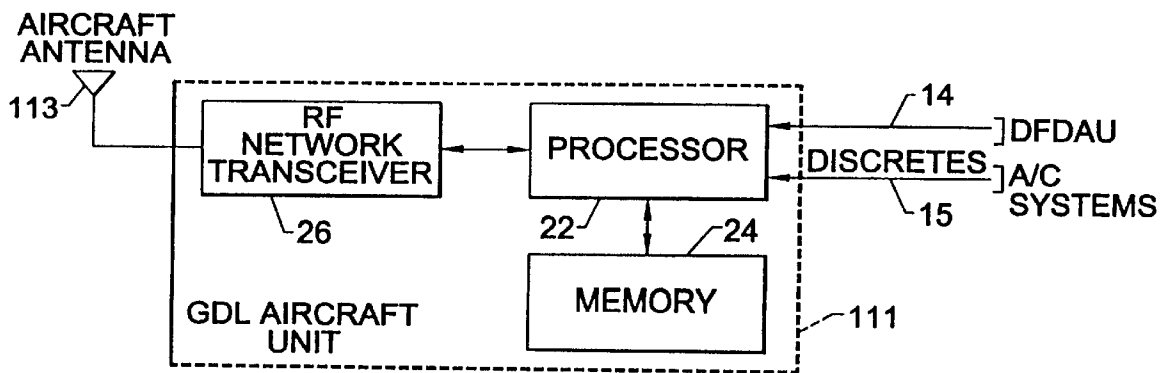 AIRCRAFT
ANTENNA
113
RF
NETWORK
TRANSCEIVER
26
PROCESSOR
22
14
DFDAU
DISCRETES
A/C
SYSTEMS
15
24
MEMORY
GDL AIRCRAFT
UNIT
111